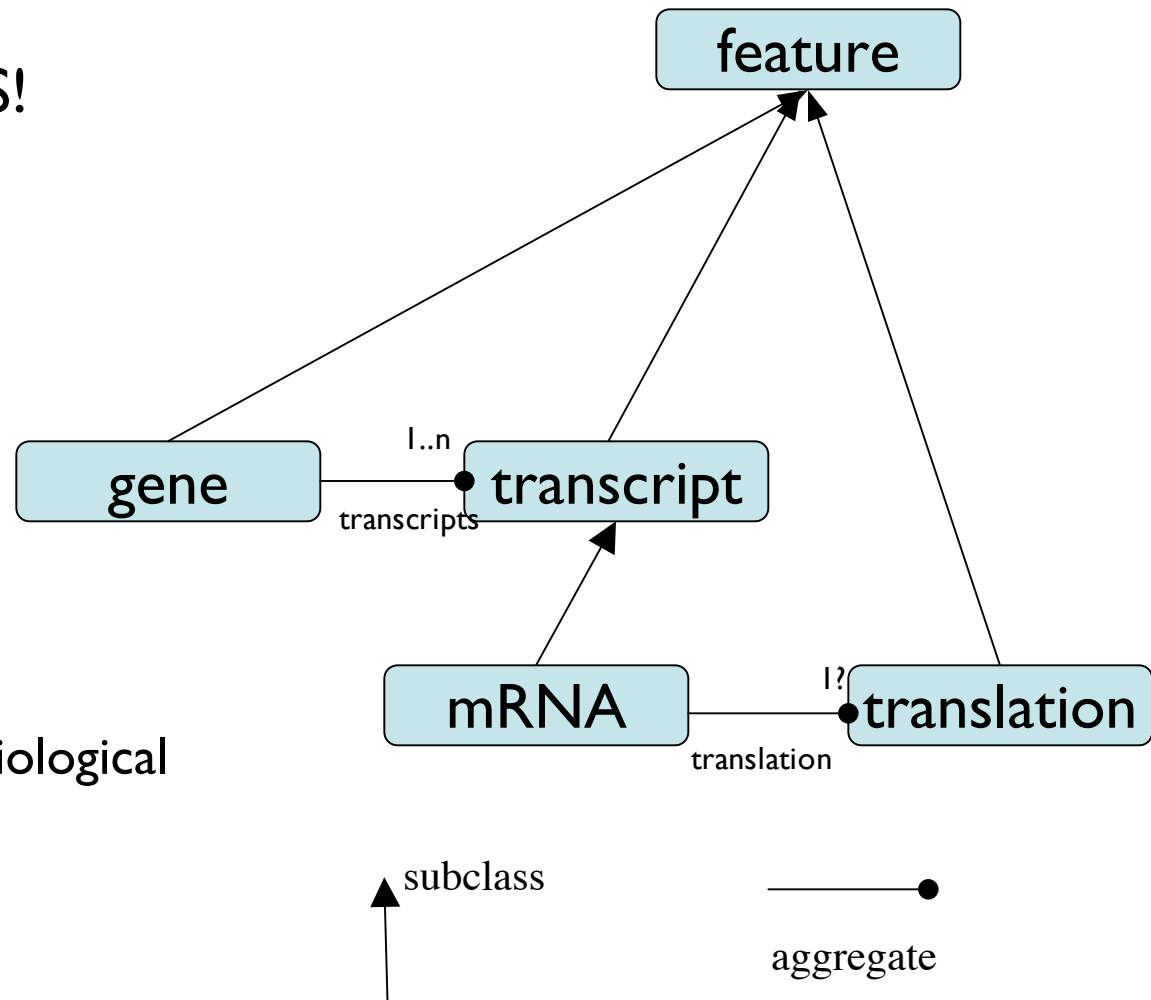 feature
S!
1..n
gene
transcript
transcripts
1?
mRNA
translation
iological
translation
subclass
aggregate